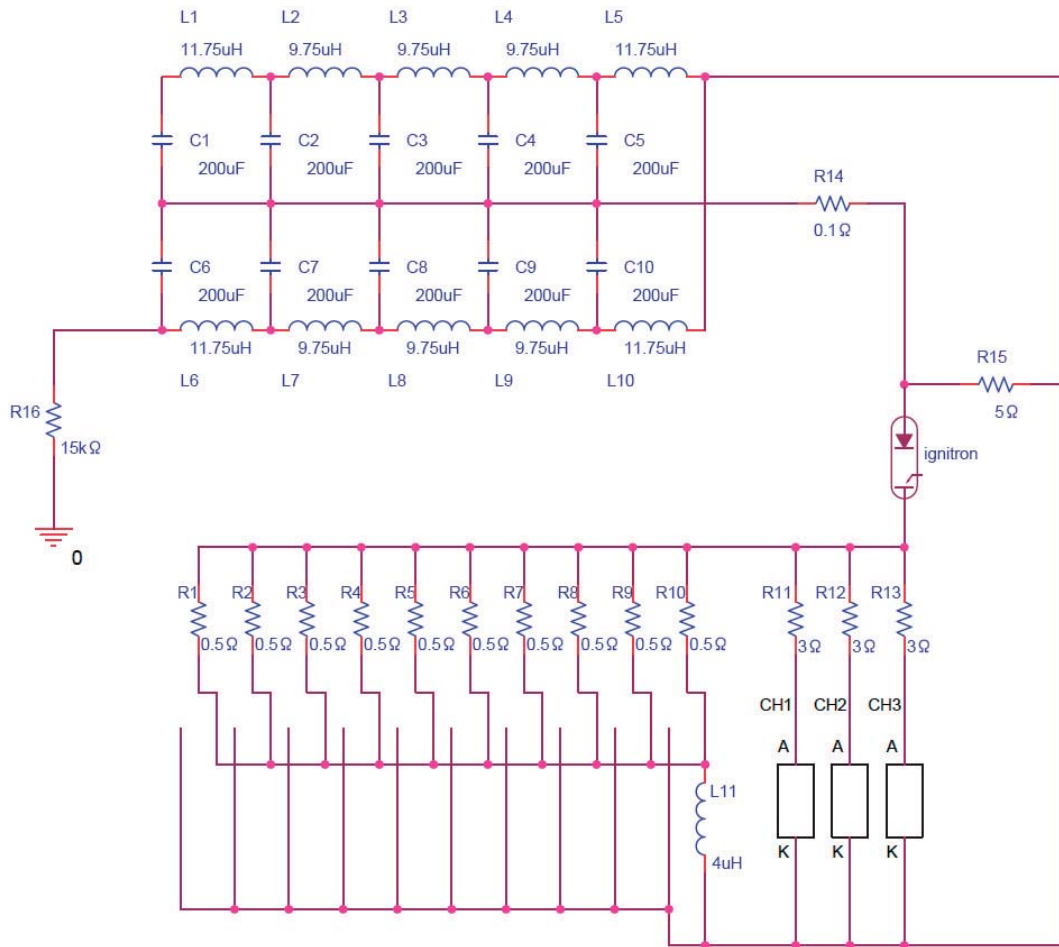 L1 L2 L3 L4 L5
11.75uH 9.75uH 9.75uH 9.75uH 11.75uH
C1 C2 C3 C4 C5
200uF 200uF 200uF 200uF 200uF
R14
0.1Ω
C6 C7 C8 C9 C10
200uF 200uF 200uF 200uF 200uF
11.75uH 9.75uH 9.75uH 9.75uH 11.75uH
R15
L6 L7 L8 L9 L10
5Ω
R16
15kΩ
ignitron
0
R1 R2 R3 R4 R5 R6 R7 R8 R9 R10 R11 R12 R13
0.5Ω 0.5Ω 0.5Ω 0.5Ω 0.5Ω 0.5Ω 0.5Ω 0.5Ω 0.5Ω 0.5Ω 3Ω 3Ω 3Ω
CH1 CH2 CH3
A A A
L11
K K K
4uH